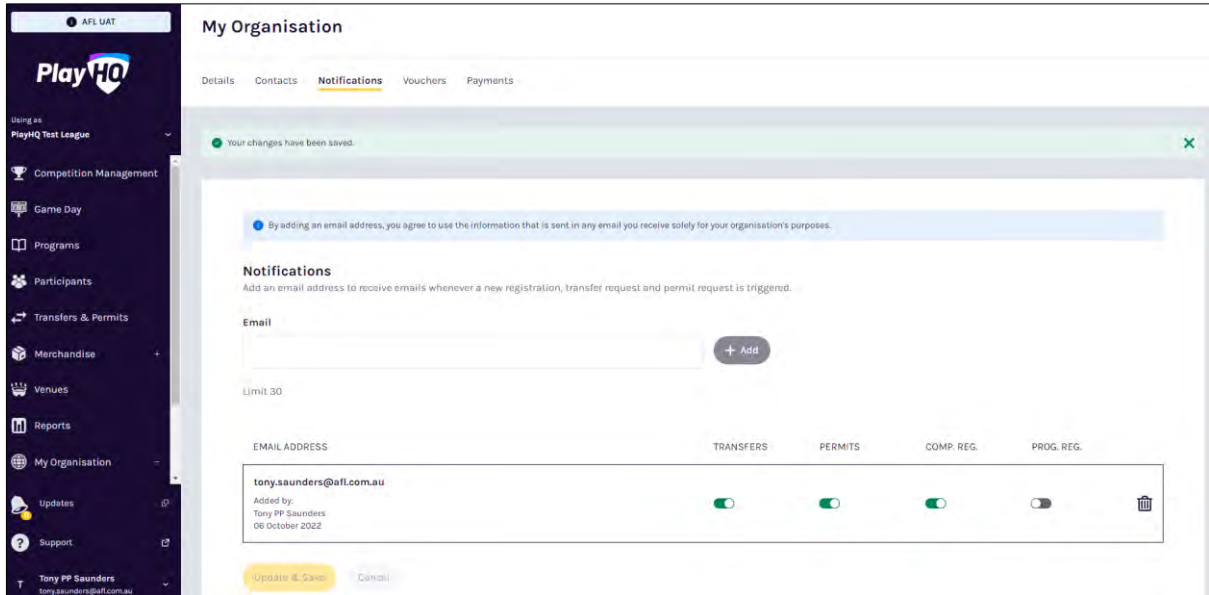 AFL UAT
PlayHQ
Using as
PlayHQ Test League
Competition Management
Game Day
Programs
Participants
Transfers & Permits
Merchandise +
Venues
Reports
My Organisation -
Updates
Support
T Tony PP Saunders
tony.saunders@afl.com.au
My Organisation
Details Contacts Notifications Vouchers Payments
Your changes have been saved.
By adding an email address, you agree to use the information that is sent in any email you receive solely for your organisation's purposes.
Notifications
Add an email address to receive emails whenever a new registration, transfer request and permit request is triggered.
Email
+ Add
Limit 30
EMAIL ADDRESS TRANSFERS PERMITS COMP. REG. PROG. REG.
tony.saunders@afl.com.au
Added by:
Tony PP Saunders
06 October 2022
Update & Save Cancel